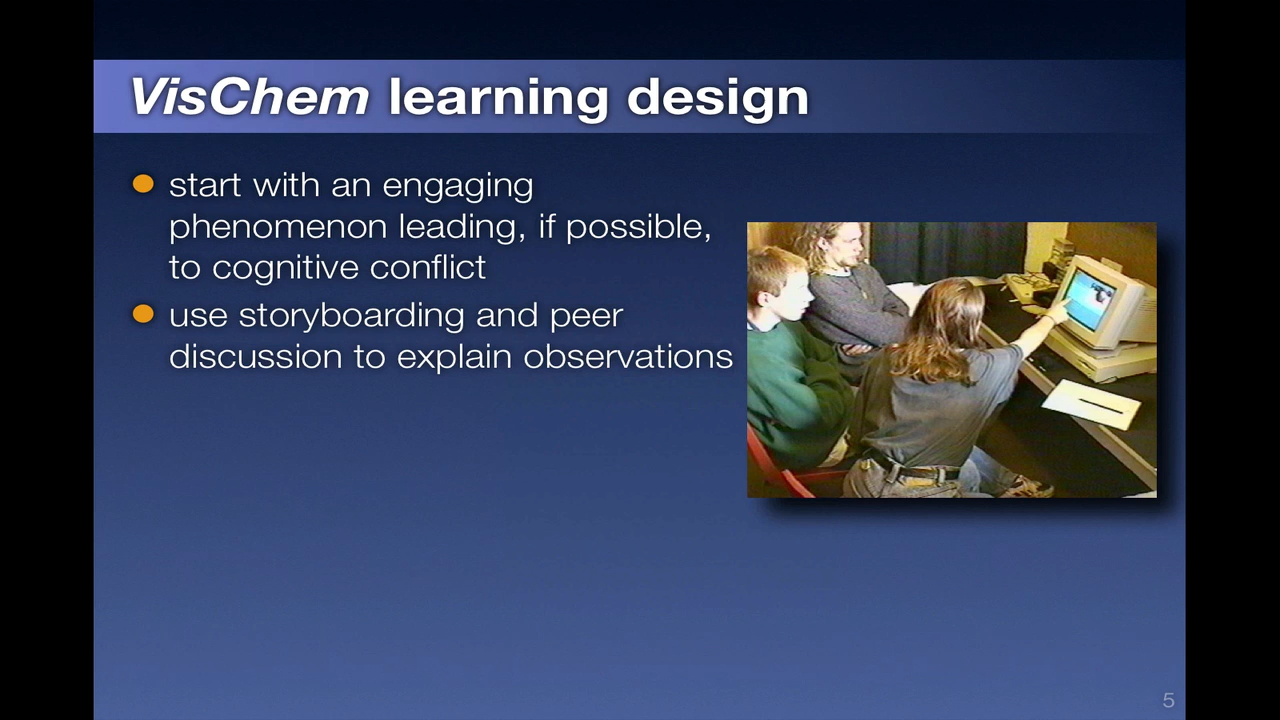 VisChem learning design
start with an engaging
phenomenon leading, if possible,
to cognitive conflict
use storyboarding and peer
discussion to explain observations
5